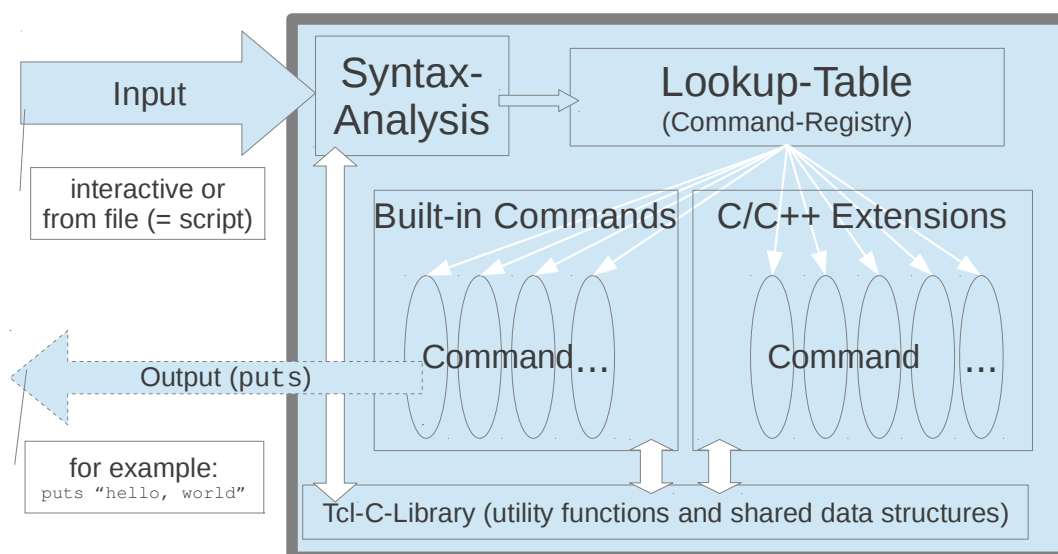 Input
Syntax-
Analysis
Lookup-Table
(Command-Registry)
interactive or
from file (= script)
Built-in Commands
C/C++ Extensions
Command...
Command ...
Output (puts)
for example:
puts “hello, world”
Tcl-C-Library (utility functions and shared data structures)